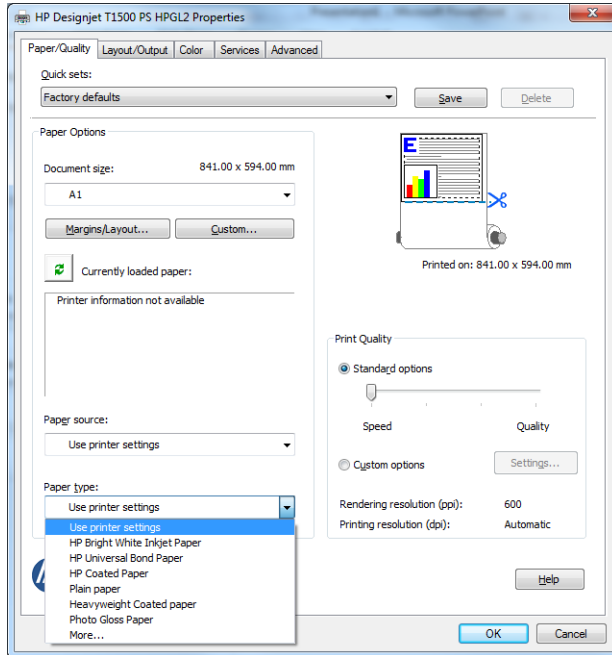 HP Designjet T1500 PS HPGL2 Properties
Paper/Quality Layout/Output Color Services Advanced
Quick sets:
Factory defaults
Save
Delete
Paper Options
Document size: 841.00 x 594.00 mm
A1
Margins/Layout...
Custom...
Currently loaded paper:
Printer information not available
E
Printed on: 841.00 x 594.00 mm
Paper source:
Use printer settings
Paper type:
Use printer settings
Use printer settings
HP Bright White Inkjet Paper
HP Universal Bond Paper
HP Coated Paper
Plain paper
Heavyweight Coated paper
Photo Gloss Paper
More...
Print Quality
Standard options
Speed Quality
Custom options
Settings...
Rendering resolution (ppi): 600
Printing resolution (dpi): Automatic
Help
OK
Cancel